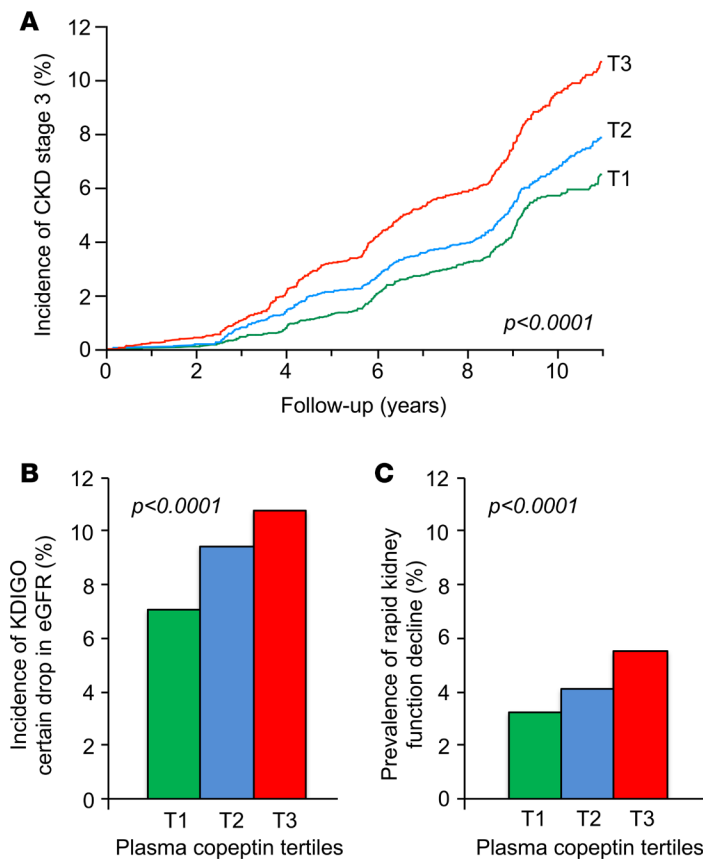 A
Incidence of CKD stage 3 (%)
12
10
8
6
4
2
0
T3
T2
T1
p<0.0001
0 2 4 6 8 10
Follow-up (years)
B
Incidence of KDIGO
certain drop in eGFR (%)
12
10
8
6
4
2
0
p<0.0001
T1 T2 T3
Plasma copeptin tertiles
C
Prevalence of rapid kidney
function decline (%)
12
10
8
6
4
2
0
p<0.0001
T1 T2 T3
Plasma copeptin tertiles